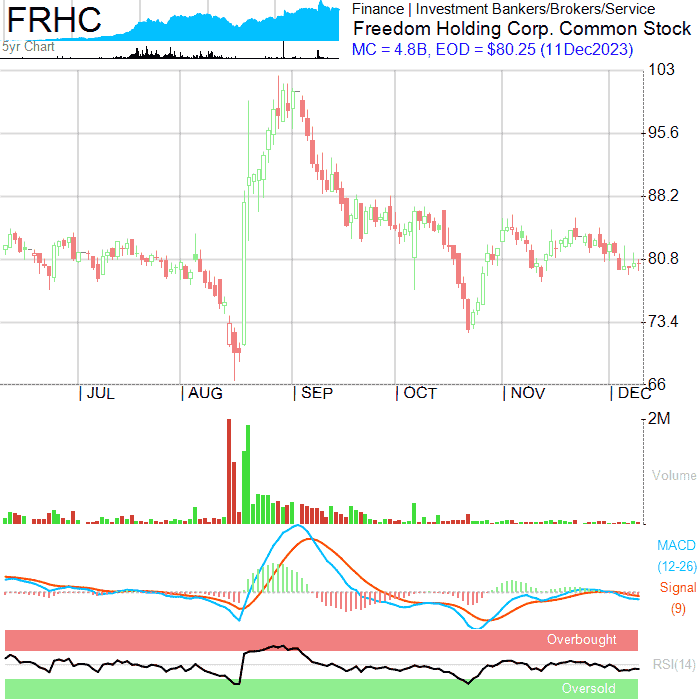 FRHC
5yr Chart
Finance | Investment Bankers/Brokers/Service
Freedom Holding Corp. Common Stock
MC = 4.8B, EOD = $80.25 (11Dec2023)
103
95.6
88.2
80.8
73.4
66
JUL
AUG
SEP
OCT
NOV
DEC
2M
Volume
MACD
(12-26)
Signal
(9)
Overbought
RSI(14)
Oversold